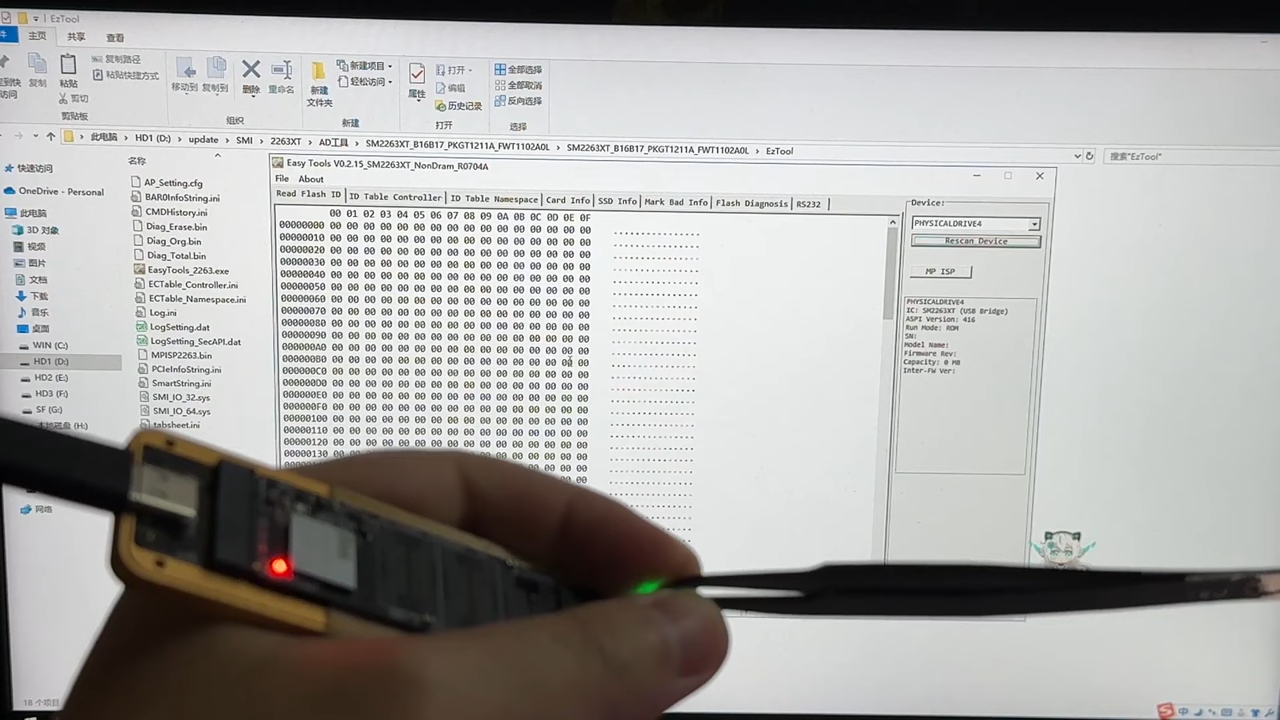 EzTool
主页 共享 查看
复制 粘贴 复制路径 粘贴快捷方式 剪切
剪贴板
移动到 复制到 删除 重命名
组织
新建文件夹 新建项目 轻松访问
新建
属性 打开 编辑 历史记录
打开
全部选择 全部取消 反向选择
选择
此电脑 > HD1 (D:) > update > SMI > 2263XT > AD工具 > SM2263XT_B16B17_PKGT1211A_FWT1102A0L > SM2263XT_B16B17_PKGT1211A_FWT1102A0L > EzTool
搜索"EzTool"
快速访问
OneDrive - Personal
此电脑
3D 对象
视频
图片
文档
下载
音乐
桌面
WIN (C:)
HD1 (D:)
HD2 (E:)
HD3 (F:)
SF (G:)
本地磁盘 (H:)
网络
18 个项目
名称
AP_Setting.cfg
BAR0InfoString.ini
CMDHistory.ini
Diag_Erase.bin
Diag_Org.bin
Diag_Total.bin
EasyTools_2263.exe
ECTable_Controller.ini
ECTable_Namespace.ini
Log.ini
LogSetting.dat
LogSetting_SecAPI.dat
MPISP2263.bin
PCIeInfoString.ini
SmartString.ini
SMI_IO_32.sys
SMI_IO_64.sys
tabsheet.ini
Easy Tools V0.2.15_SM2263XT_NonDram_R0704A
File About
Read Flash ID ID Table Controller ID Table Namespace Card Info SSD Info Mark Bad Info Flash Diagnosis RS232
00 01 02 03 04 05 06 07 08 09 0A 0B 0C 0D 0E 0F
00000000 00 00 00 00 00 00 00 00 00 00 00 00 00 00 00 00 ................
00000010 00 00 00 00 00 00 00 00 00 00 00 00 00 00 00 00 ................
00000020 00 00 00 00 00 00 00 00 00 00 00 00 00 00 00 00 ................
00000030 00 00 00 00 00 00 00 00 00 00 00 00 00 00 00 00 ................
00000040 00 00 00 00 00 00 00 00 00 00 00 00 00 00 00 00 ................
00000050 00 00 00 00 00 00 00 00 00 00 00 00 00 00 00 00 ................
00000060 00 00 00 00 00 00 00 00 00 00 00 00 00 00 00 00 ................
00000070 00 00 00 00 00 00 00 00 00 00 00 00 00 00 00 00 ................
00000080 00 00 00 00 00 00 00 00 00 00 00 00 00 00 00 00 ................
00000090 00 00 00 00 00 00 00 00 00 00 00 00 00 00 00 00 ................
000000A0 00 00 00 00 00 00 00 00 00 00 00 00 00 00 00 00 ................
000000B0 00 00 00 00 00 00 00 00 00 00 00 00 00 00 00 00 ................
000000C0 00 00 00 00 00 00 00 00 00 00 00 00 00 00 00 00 ................
000000D0 00 00 00 00 00 00 00 00 00 00 00 00 00 00 00 00 ................
000000E0 00 00 00 00 00 00 00 00 00 00 00 00 00 00 00 00 ................
000000F0 00 00 00 00 00 00 00 00 00 00 00 00 00 00 00 00 ................
00000100 00 00 00 00 00 00 00 00 00 00 00 00 00 00 00 00 ................
00000110 00 00 00 00 00 00 00 00 00 00 00 00 00 00 00 00 ................
00000120 00 00 00 00 00 00 00 00 00 00 00 00 00 00 00 00 ................
00000130 00 00 00 00 00 00 00 00 00 00 00 00 00 00 00 00 ................
Device:
PHYSICALDRIVE4
Rescan Device
MP ISP
PHYSICALDRIVE4
IC: SM2263XT (USB Bridge)
ASPI Version: 416
Run Mode: ROM
SN:
Model Name:
Firmware Rev:
Capacity: 0 MB
Inter-FW Ver:
中